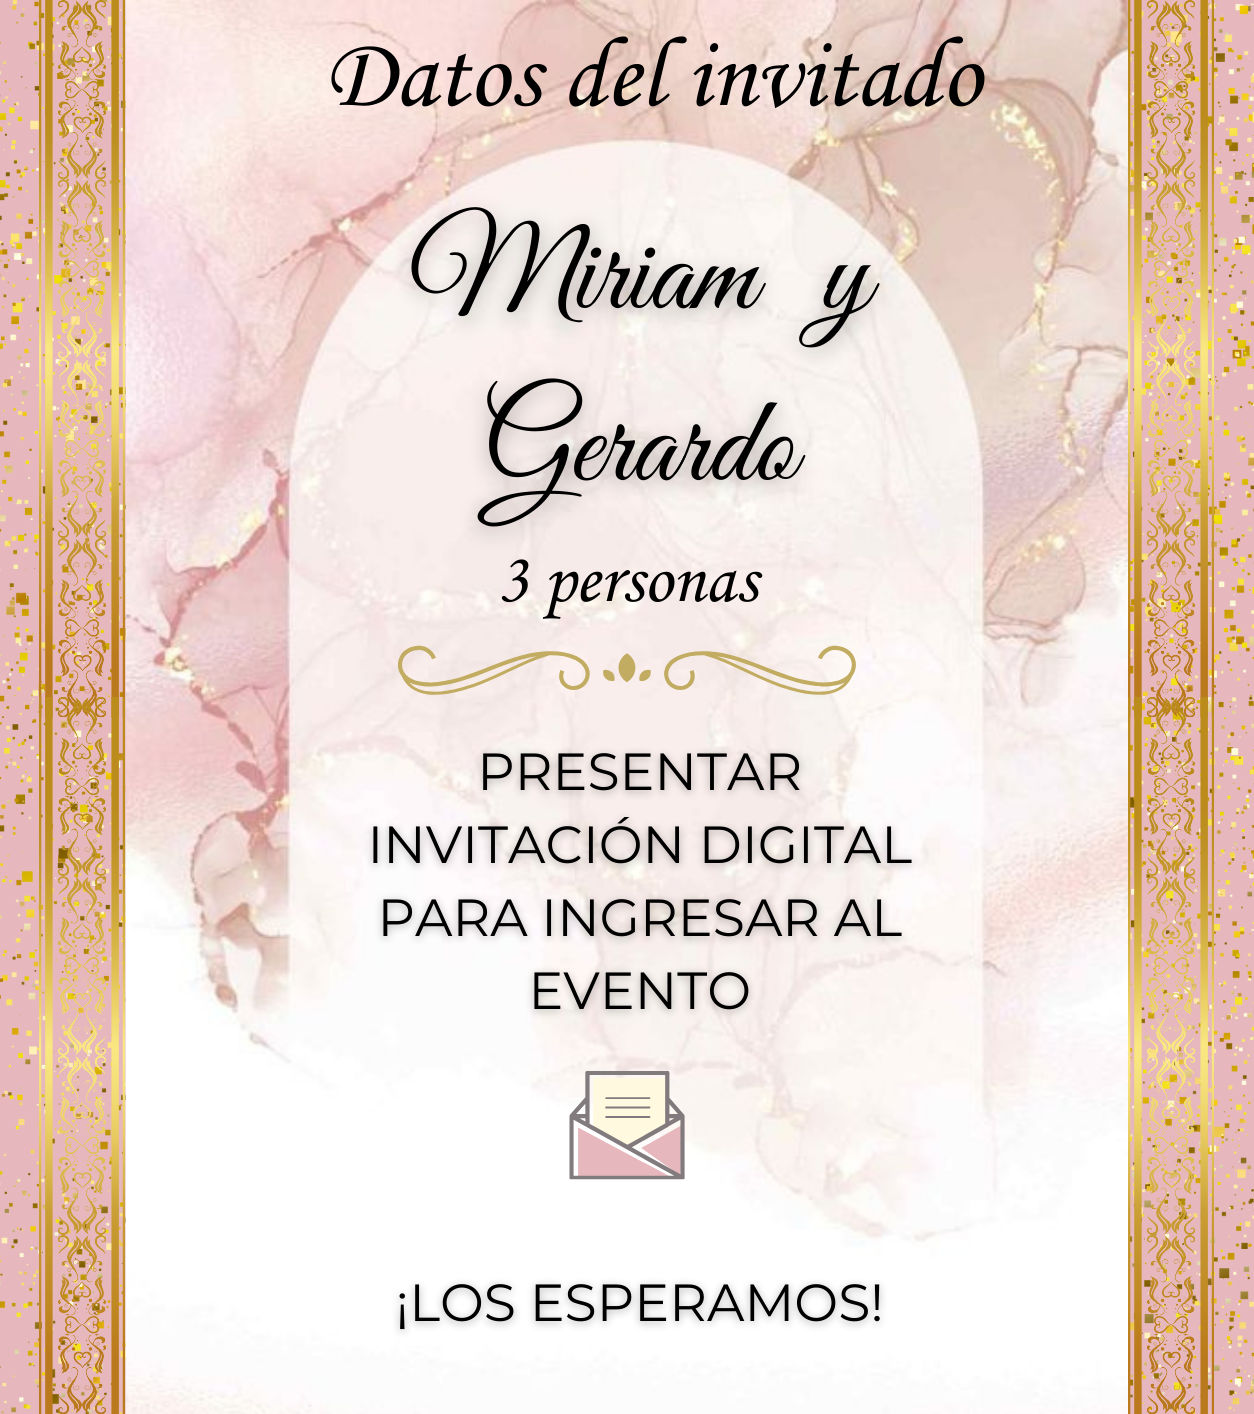 Datos del invitado
Miriam y
Gerardo
3 personas
PRESENTAR
INVITACIÓN DIGITAL
PARA INGRESAR AL
EVENTO
¡LOS ESPERAMOS!